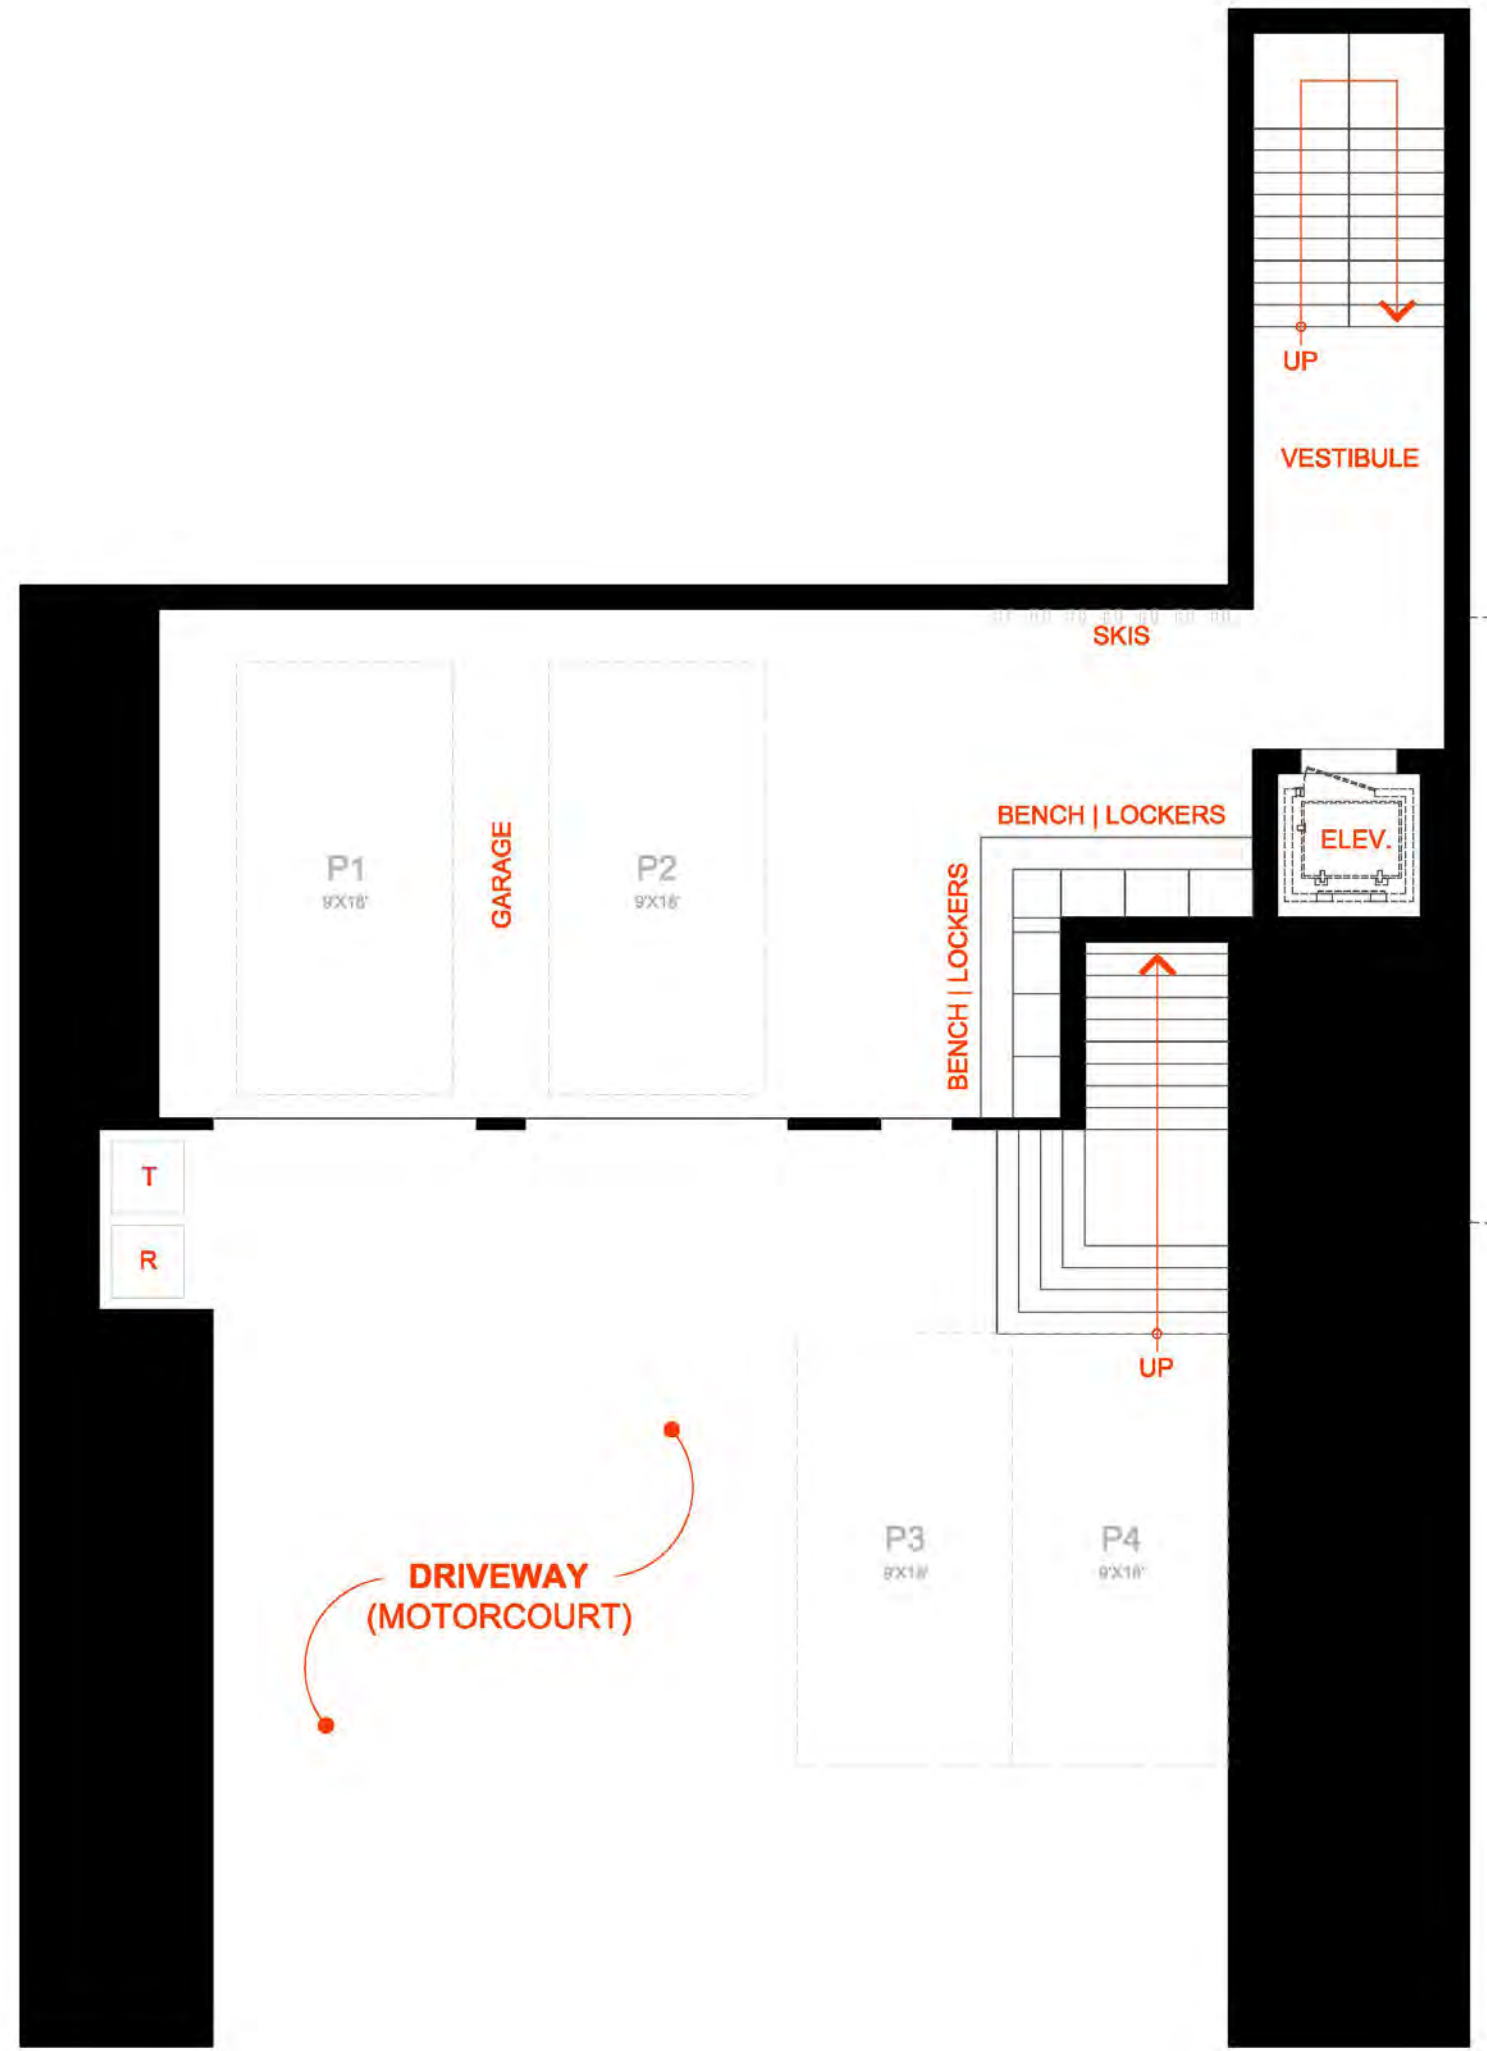 UP
VESTIBULE
SKIS
BENCH | LOCKERS
ELEV.
P1
9'X18'
GARAGE
P2
9'X18'
BENCH | LOCKERS
T
R
UP
P3
9'X18'
P4
9'X18'
DRIVEWAY
(MOTORCOURT)